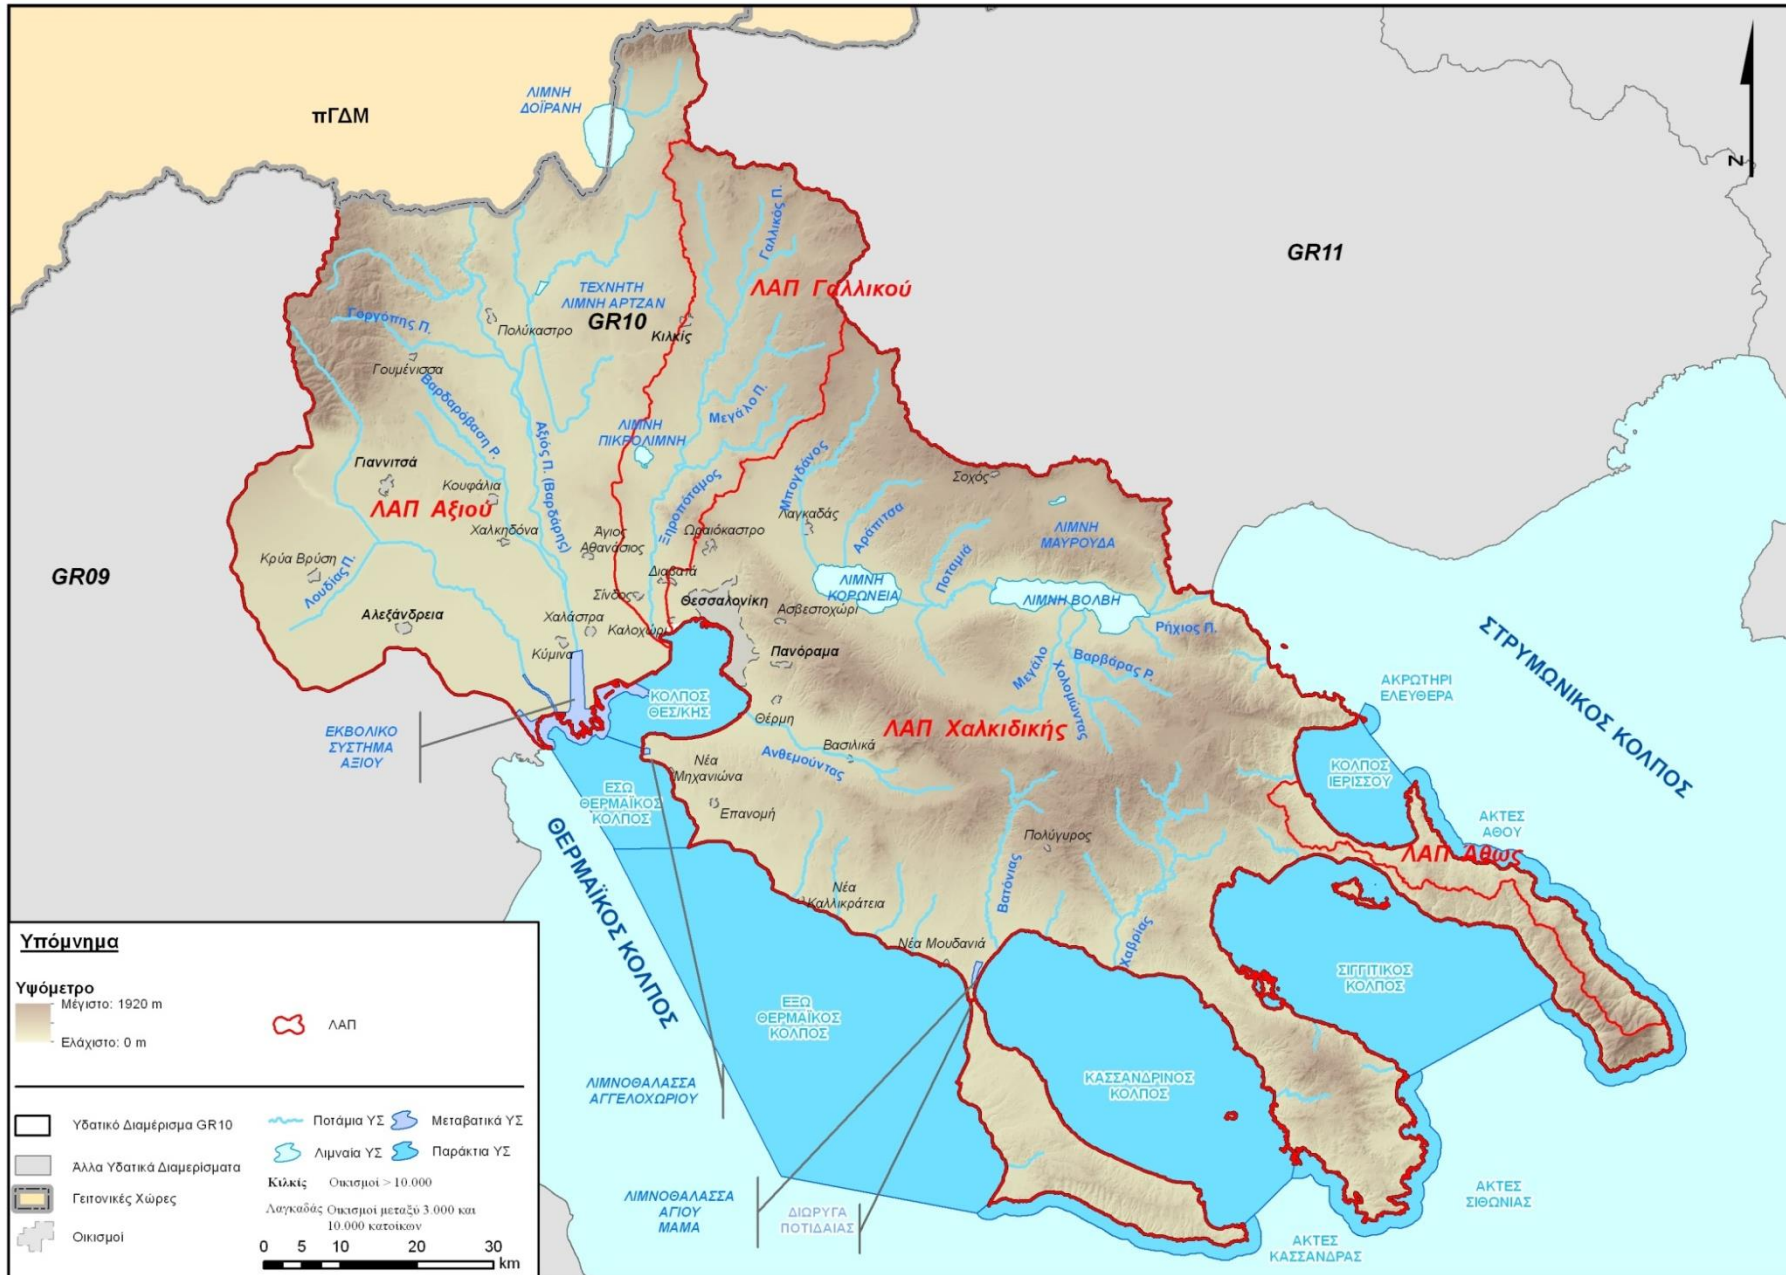 ΛΙΜΝΗ
ΔΟΪΡΑΝΗ
πΓΔΜ
Z
GR11
Γαλλικός Π.
ΛΑΠ Γαλλικού
ΤΕΧΝΗΤΗ
ΛΙΜΝΗ ΑΡΤΖΑΝ
GR10
Κιλκίς
Γοργόπης Π.
Πολύκαστρο
Γουμένισσα
Βαρδαρόβαση Ρ.
Αξιός Π. (Βαρδάρης)
Μεγάλο Π.
ΛΙΜΝΗ
ΠΙΚΡΟΛΙΜΝΗ
Γιαννιτσά
Κουφάλια
ΛΑΠ Αξιού
Χαλκηδόνα
Άγιος
Αθανάσιος
Ξηροπόταμος
Ωραιόκαστρο
Μπογδάνος
Λαγκαδάς
Αράπιτσα
Σοχός
ΛΙΜΝΗ
ΜΑΥΡΟΥΔΑ
Ποταμιά
GR09
Κρύα Βρύση
Λουδίας Π.
Διαβατά
Σίνδος
Θεσσαλονίκη
ΛΙΜΝΗ
ΚΟΡΩΝΕΙΑ
ΛΙΜΝΗ ΒΟΛΒΗ
Ασβεστοχώρι
Αλεξάνδρεια
Χαλάστρα
Καλοχώρι
Κύμινα
Πανόραμα
Ρήχιος Π.
Μεγάλο
Χολομώντας
Βαρβάρας Ρ.
ΣΤΡΥΜΩΝΙΚΟΣ ΚΟΛΠΟΣ
ΑΚΡΩΤΗΡΙ
ΕΛΕΥΘΕΡΑ
ΚΟΛΠΟΣ
ΘΕΣ/ΚΗΣ
Θέρμη
ΛΑΠ Χαλκιδικής
ΕΚΒΟΛΙΚΟ
ΣΥΣΤΗΜΑ
ΑΞΙΟΥ
Βασιλικά
Ανθεμούντας
Νέα
Μηχανιώνα
Επανομή
ΚΟΛΠΟΣ
ΙΕΡΙΣΣΟΥ
ΕΣΩ
ΘΕΡΜΑΪΚΟΣ
ΚΟΛΠΟΣ
ΑΚΤΕΣ
ΑΘΟΥ
ΛΑΠ Αθως
ΘΕΡΜΑΪΚΟΣ ΚΟΛΠΟΣ
Πολύγυρος
Νέα
Καλλικράτεια
Βατόνιας
Χαβρίας
Νέα Μουδανιά
ΣΙΓΓΙΤΙΚΟΣ
ΚΟΛΠΟΣ
ΕΞΩ
ΘΕΡΜΑΪΚΟΣ
ΚΟΛΠΟΣ
ΚΑΣΣΑΝΔΡΙΝΟΣ
ΚΟΛΠΟΣ
ΛΙΜΝΟΘΑΛΑΣΣΑ
ΑΓΓΕΛΟΧΩΡΙΟΥ
ΛΙΜΝΟΘΑΛΑΣΣΑ
ΑΓΙΟΥ
ΜΑΜΑ
ΔΙΩΡΥΓΑ
ΠΟΤΙΔΑΙΑΣ
ΑΚΤΕΣ
ΣΙΘΩΝΙΑΣ
ΑΚΤΕΣ
ΚΑΣΣΑΝΔΡΑΣ
Υπόμνημα
Υψόμετρο
Μέγιστο: 1920 m
Ελάχιστο: 0 m
ΛΑΠ
Υδατικό Διαμέρισμα GR10
Άλλα Υδατικά Διαμερίσματα
Γειτονικές Χώρες
Οικισμοί
Ποτάμια ΥΣ
Μεταβατικά ΥΣ
Λιμναία ΥΣ
Παράκτια ΥΣ
Κιλκίς Οικισμοί > 10.000
Λαγκαδάς Οικισμοί μεταξύ 3.000 και
10.000 κατοίκων
0 5 10 20 30
km